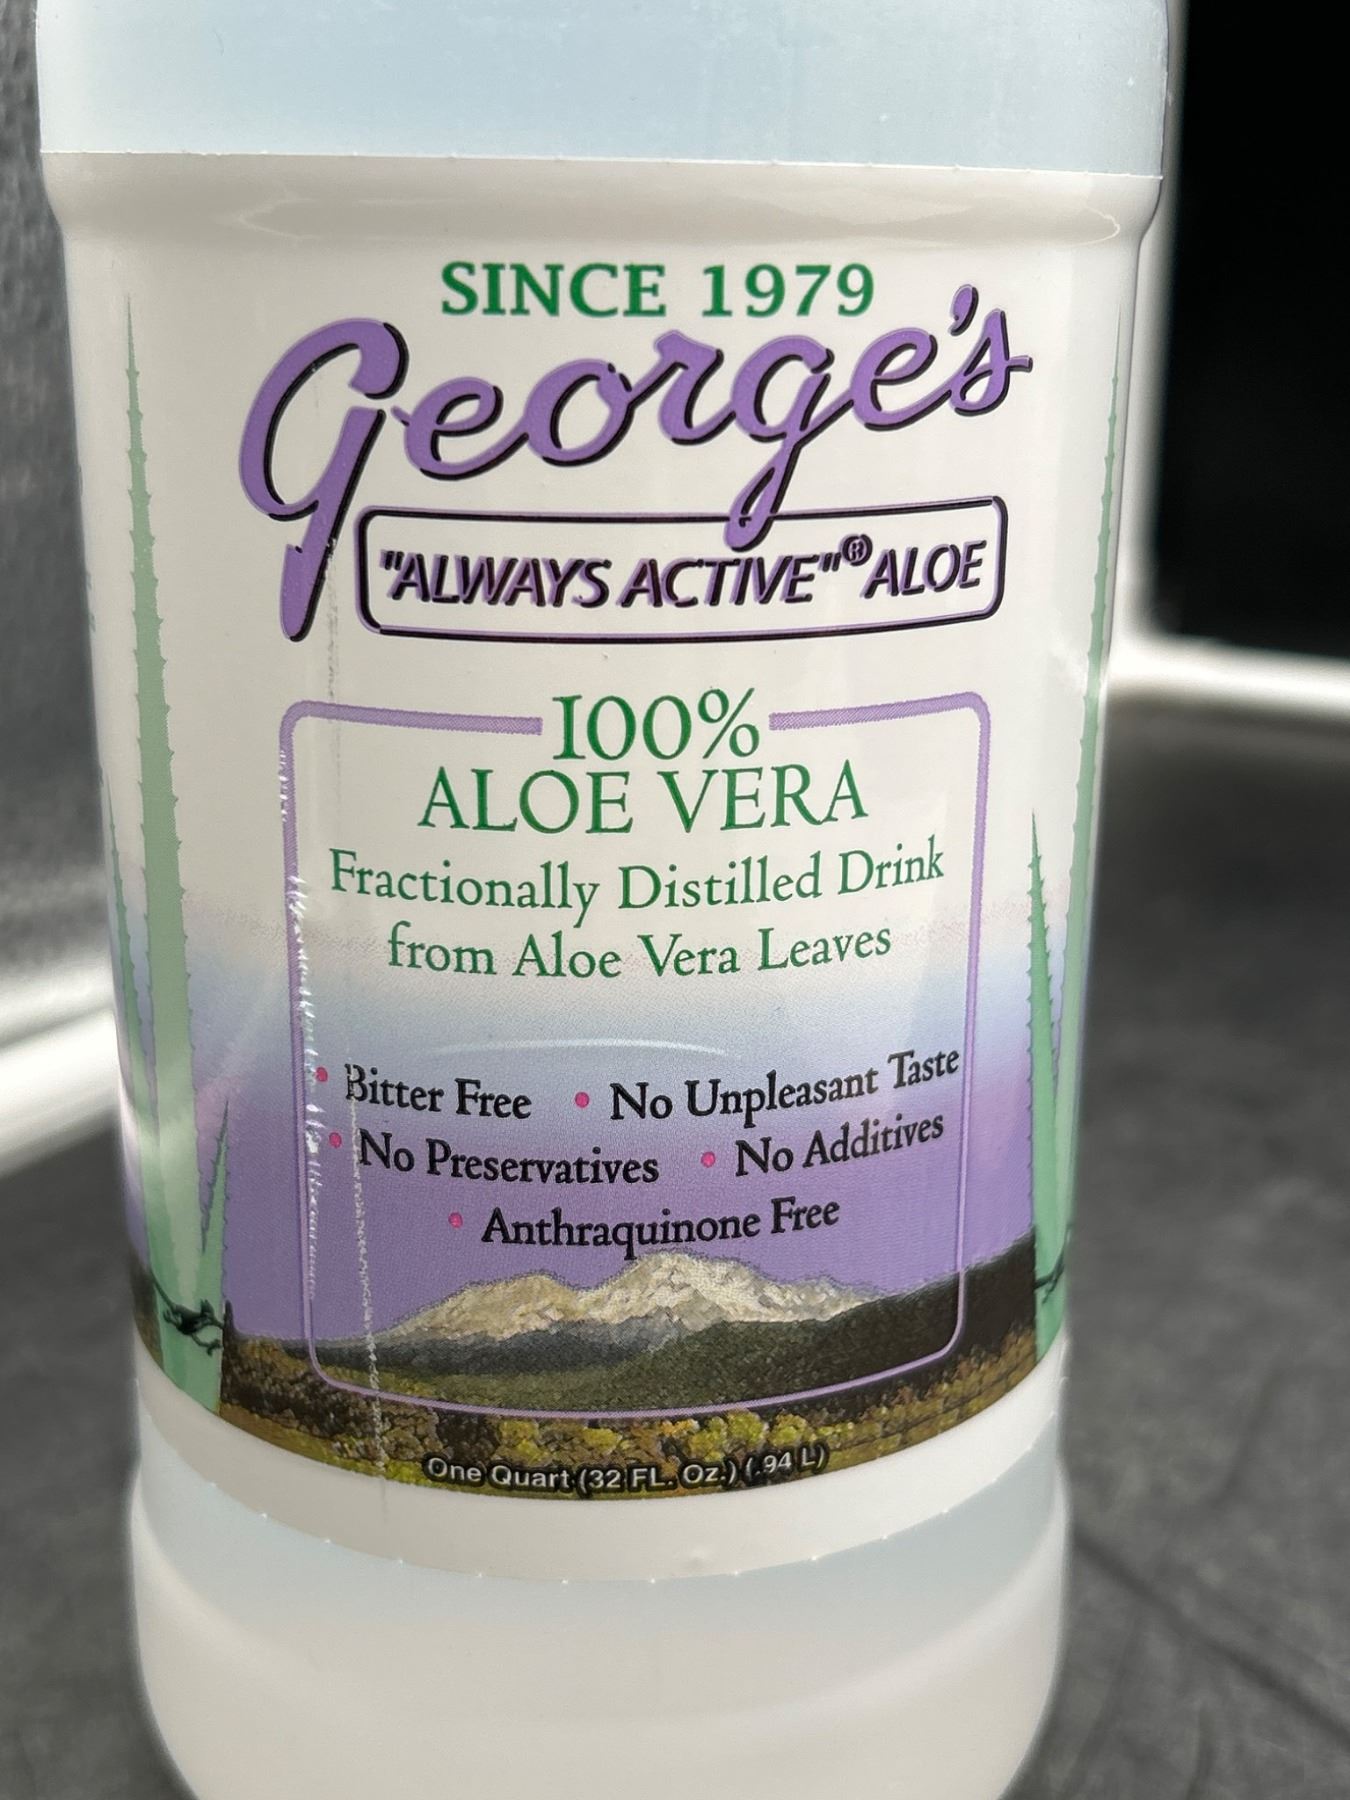 SINCE 1979
George's
"ALWAYS ACTIVE"® ALOE
100%
ALOE VERA
Fractionally Distilled Drink
from Aloe Vera Leaves
• Bitter Free • No Unpleasant Taste
• No Preservatives • No Additives
• Anthraquinone Free
One Quart (32 FL. Oz.) (.94 L)